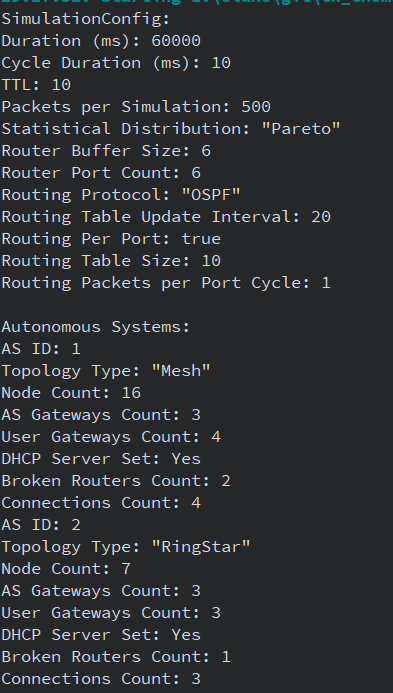 SimulationConfig:
Duration (ms): 60000
Cycle Duration (ms): 10
TTL: 10
Packets per Simulation: 500
Statistical Distribution: "Pareto"
Router Buffer Size: 6
Router Port Count: 6
Routing Protocol: "OSPF"
Routing Table Update Interval: 20
Routing Per Port: true
Routing Table Size: 10
Routing Packets per Port Cycle: 1
Autonomous Systems:
AS ID: 1
Topology Type: "Mesh"
Node Count: 16
AS Gateways Count: 3
User Gateways Count: 4
DHCP Server Set: Yes
Broken Routers Count: 2
Connections Count: 4
AS ID: 2
Topology Type: "RingStar"
Node Count: 7
AS Gateways Count: 3
User Gateways Count: 3
DHCP Server Set: Yes
Broken Routers Count: 1
Connections Count: 3